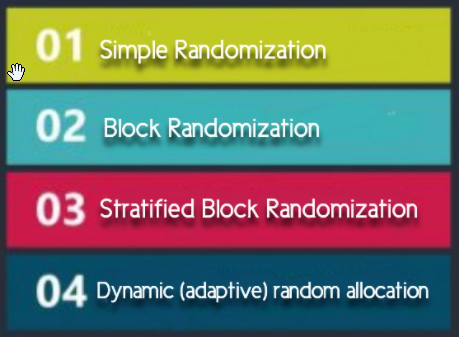 01 Simple Randomization
02 Block Randomization
03 Stratified Block Randomization
04 Dynamic (adaptive) random allocation